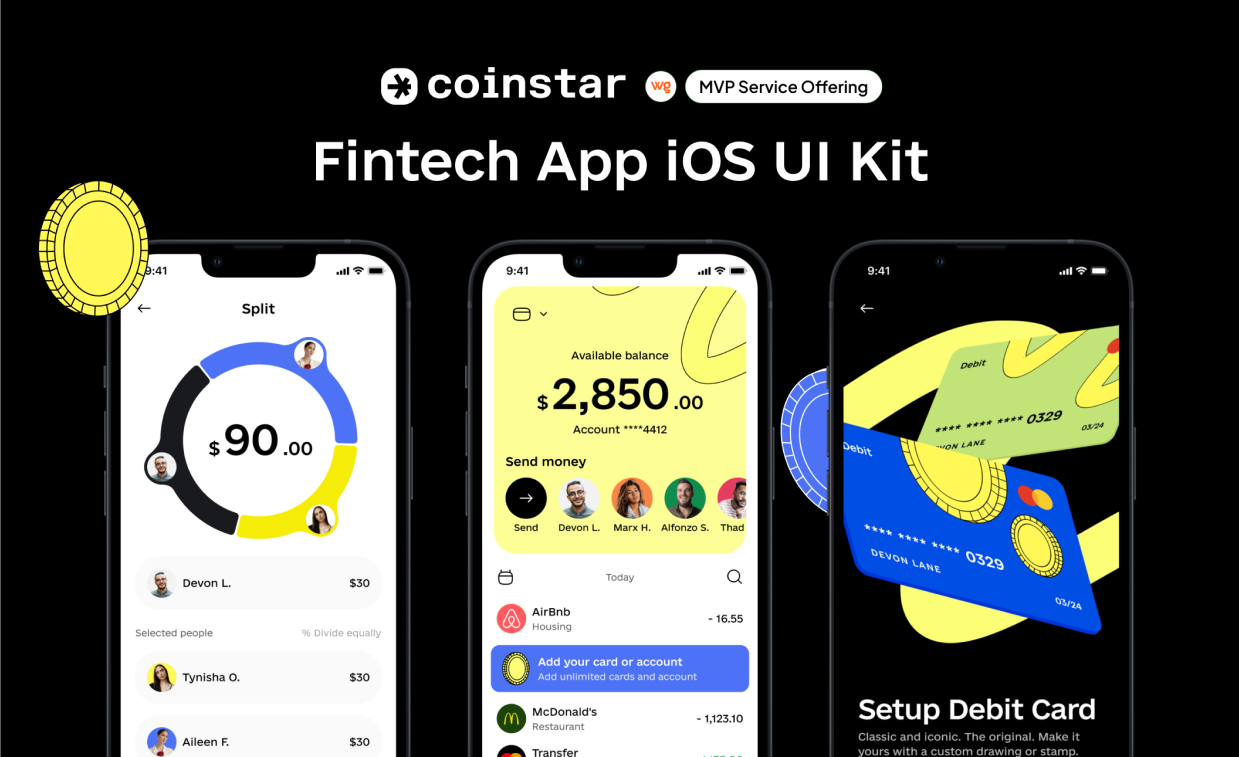 coinstar
wg
MVP Service Offering
Fintech App iOS UI Kit
9:41
Split
$90.00
Devon L.
$30
Selected people
% Divide equally
Tynisha O.
$30
Aileen F.
$30
9:41
Available balance
$2,850.00
Account ****4412
Send money
Send
Devon L.
Marx H.
Alfonzo S.
Thad
Today
AirBnb
Housing
- 16.55
Add your card or account
Add unlimited cards and account
McDonald's
Restaurant
- 1,123.10
Transfer
9:41
Debit
**** **** **** 0329
03/24
VON LANE
Debit
**** **** **** 0329
DEVON LANE
03/24
Setup Debit Card
Classic and iconic. The original. Make it
yours with a custom drawing or stamp.